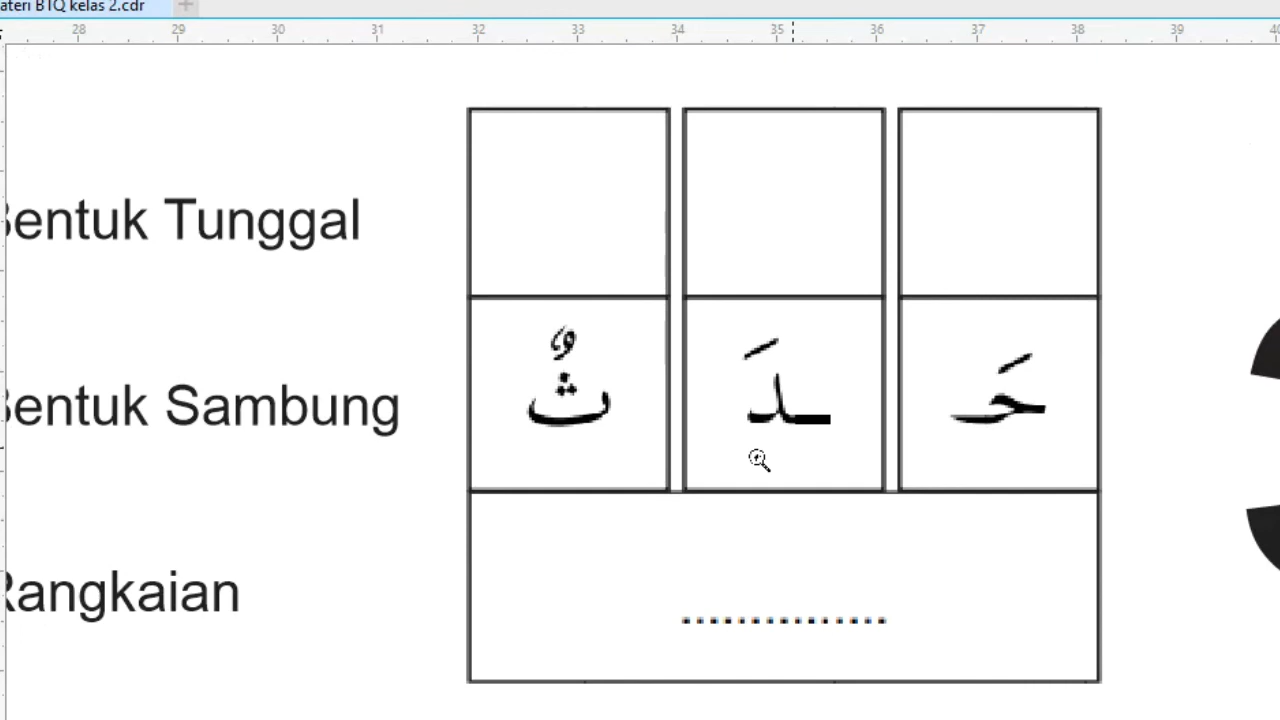 ateri BTQ kelas 2.cdr
28 29 30 31 32 33 34 35 36 37 38 39 40
Bentuk Tunggal
Bentuk Sambung
حَـ ـدَ ثٌ
Rangkaian
...............